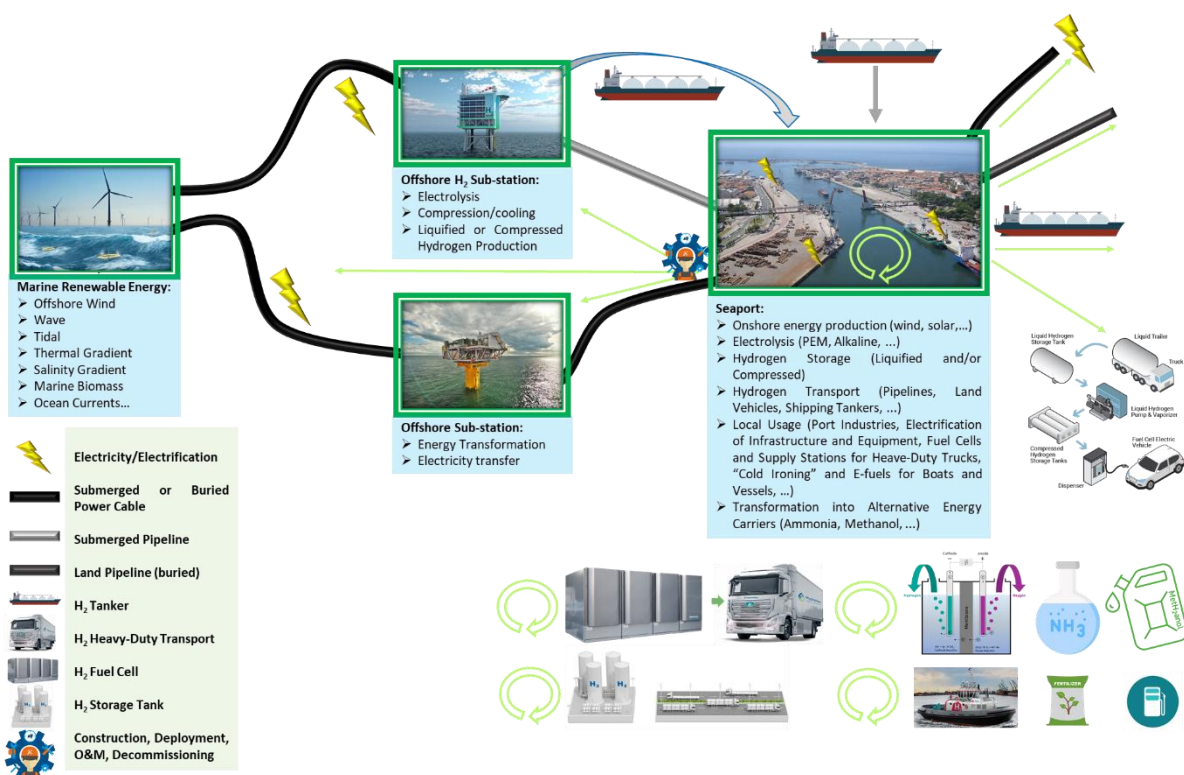 Offshore H₂ Sub-station:
➢ Electrolysis
➢ Compression/cooling
➢ Liquified or Compressed
Hydrogen Production
Marine Renewable Energy:
➢ Offshore Wind
➢ Wave
➢ Tidal
➢ Thermal Gradient
➢ Salinity Gradient
➢ Marine Biomass
➢ Ocean Currents...
Offshore Sub-station:
➢ Energy Transformation
➢ Electricity transfer
Seaport:
➢ Onshore energy production (wind, solar,...)
➢ Electrolysis (PEM, Alkaline, ...)
➢ Hydrogen Storage (Liquified and/or
Compressed)
➢ Hydrogen Transport (Pipelines, Land
Vehicles, Shipping Tankers, ...)
➢ Local Usage (Port Industries, Electrification
of Infrastructure and Equipment, Fuel Cells
and Supply Stations for Heave-Duty Trucks,
“Cold Ironing” and E-fuels for Boats and
Vessels, ...)
➢ Transformation into Alternative Energy
Carriers (Ammonia, Methanol, ...)
Liquid Hydrogen
Storage Tank
Liquid Trailer
Truck
Liquid Hydrogen
Pump & Vaporizer
Compressed
Hydrogen
Storage Tanks
Fuel Cell Electric
Vehicle
Dispenser
Electricity/Electrification
Submerged or Buried
Power Cable
Submerged Pipeline
Land Pipeline (buried)
H₂ Tanker
H₂ Heavy-Duty Transport
H₂ Fuel Cell
H₂ Storage Tank
Construction, Deployment,
O&M, Decommissioning
NH₃
H₂
FERTILIZER